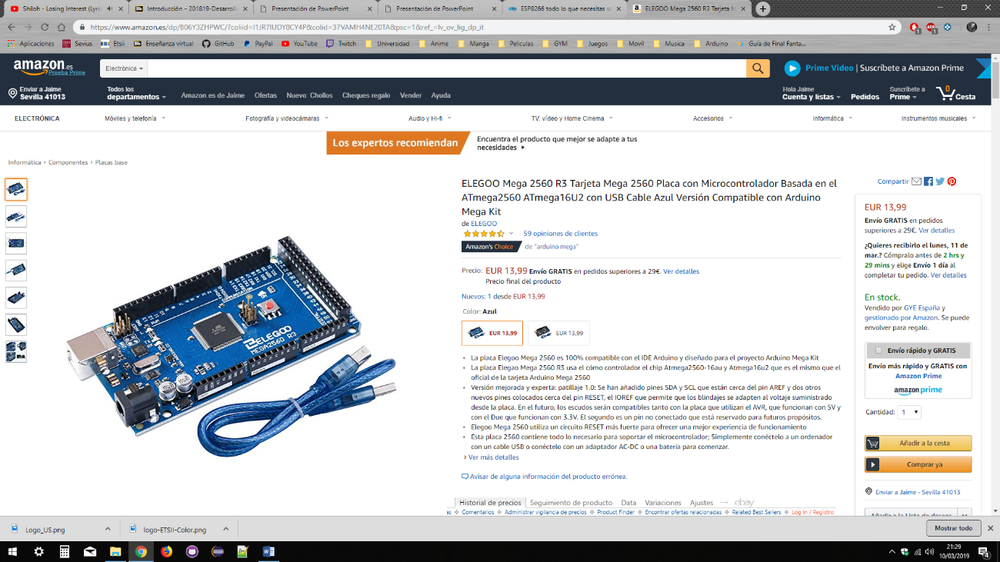 Shiloh - Losing Interest (Lyric
Introducción – 201819-Desarroll
Presentación de PowerPoint
Presentación de PowerPoint
ESP8266 todo lo que necesitas sa
ELEGOO Mega 2560 R3 Tarjeta M
https://www.amazon.es/dp/B06Y3ZHPWC/?coliid=I1JR7IUDY8CY4P&colid=37VAMH4NE20TA&psc=1&ref_=lv_ov_lig_dp_it
Aplicaciones Sevius Etsii Enseñanza virtual GitHub PayPal YouTube Twitch Universidad Anime Manga Peliculas GYM Juegos Movil Musica Arduino Guía de Final Fanta...
amazon.es
Prueba Prime
Electrónica
Prime Video | Suscríbete a Amazon Prime
Enviar a Jaime
Sevilla 41013
Todos los
departamentos
Amazon.es de Jaime Ofertas Nuevo: Chollos Cheques regalo Vender Ayuda
Hola Jaime
Cuenta y listas
Pedidos
Suscríbete a
Prime
0
Cesta
ELECTRÓNICA Móviles y telefonía Fotografía y videocámaras Audio y Hi-fi TV, vídeo y Home Cinema Accesorios Informática Instrumentos musicales
Los expertos recomiendan
Encuentra el producto que mejor se adapte a tus
necesidades ▸
Informática › Componentes › Placas base
ELEGOO
MEGA2560 R3
ELEGOO Mega 2560 R3 Tarjeta Mega 2560 Placa con Microcontrolador Basada en el
ATmega2560 ATmega16U2 con USB Cable Azul Versión Compatible con Arduino
Mega Kit
de ELEGOO
59 opiniones de clientes
Amazon's Choice de "arduino mega"
Precio: EUR 13,99 Envío GRATIS en pedidos superiores a 29€. Ver detalles
Precio final del producto
Nuevos: 1 desde EUR 13,99
Color: Azul
EUR 13,99
EUR 13,99
• La placa Elegoo Mega 2560 es 100% compatible con el IDE Arduino y diseñado para el proyecto Arduino Mega Kit
• La placa Elegoo Mega 2560 R3 usa el cómo controlador el chip Atmega2560-16au y Atmega16u2 que es el mismo que el
oficial de la tarjeta Arduino Mega 2560
• Versión mejorada y experta: patillaje 1.0: Se han añadido pines SDA y SCL que están cerca del pin AREF y dos otros
nuevos pines colocados cerca del pin RESET, el IOREF que permite que los blindajes se adapten al voltaje suministrado
desde la placa. En el futuro, los escudos serán compatibles tanto con la placa que utilizan el AVR, que funcionan con 5V y
con el Due que funcionan con 3.3V. El segundo es un pin no conectado que está reservado para futuros propósitos.
• Elegoo Mega 2560 utiliza un circuito RESET más fuerte para ofrecer una mejor experiencia de funcionamiento
• Esta placa 2560 contiene todo lo necesario para soportar el microcontrolador; Simplemente conéctelo a un ordenador
con un cable USB o conéctelo con un adaptador AC-DC o una batería para comenzar.
› Ver más detalles
Avisar de alguna información del producto errónea.
Historial de precios Seguimiento de producto Data Variaciones Ajustes ebay
as Comentarios Administrar vigilancia de precios Product Finder Encontrar ofertas relacionadas Related Best Sellers Log In / Registro
Compartir
EUR 13,99
Envío GRATIS en pedidos
superiores a 29€. Ver detalles
¿Quieres recibirlo el lunes, 11 de
mar.? Cómpralo antes de 2 hrs y
29 mins y elige Envío 1 día al
completar tu pedido. Ver detalles
En stock.
Vendido por GYE España y
gestionado por Amazon. Se puede
envolver para regalo.
Envío rápido y GRATIS
Envío más rápido y GRATIS con
Amazon Prime
amazon prime
Cantidad: 1
Añadir a la cesta
Comprar ya
Enviar a Jaime - Sevilla 41013
Añadir a la Lista de deseos
Logo_US.png
logo-ETSII-Color.png
Mostrar todo
21:29
10/03/2019
4